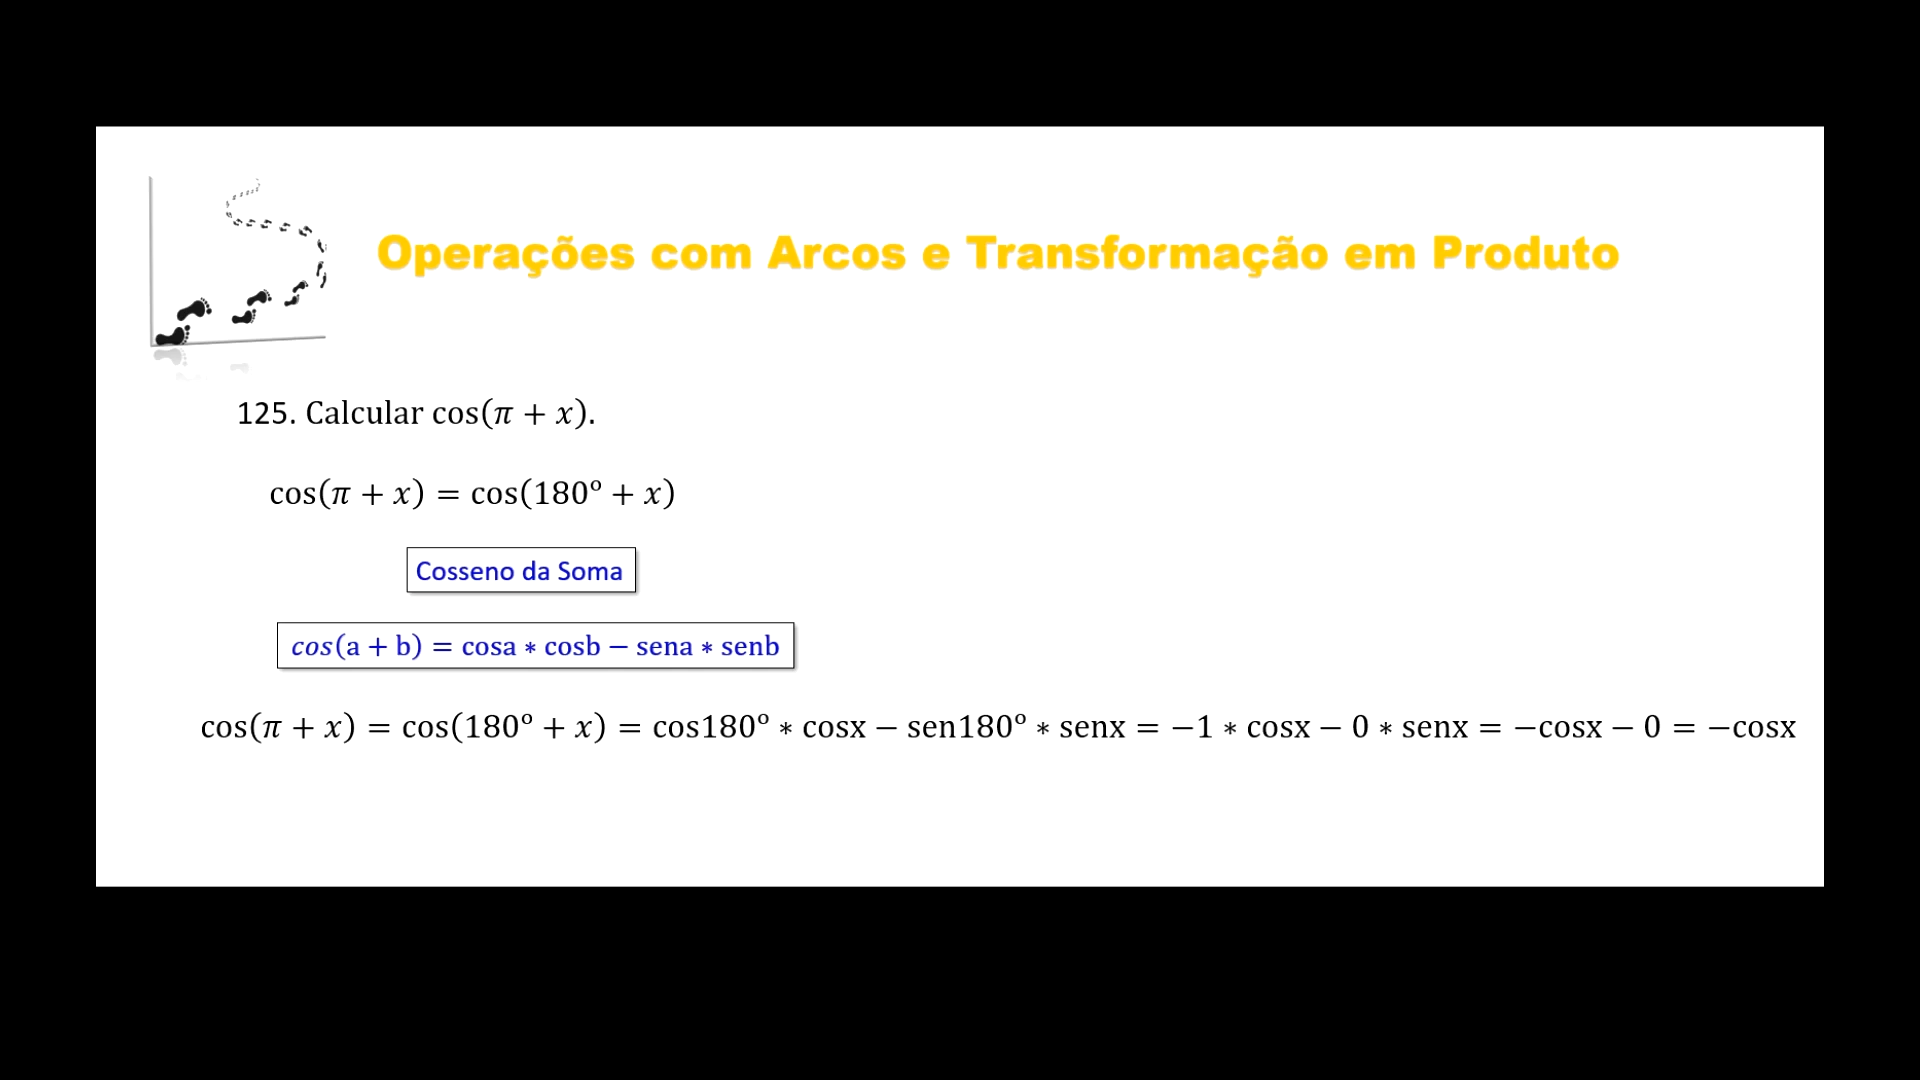 Operações com Arcos e Transformação em Produto
125. Calcular cos(π + x).
cos(π + x) = cos(180º + x)
Cosseno da Soma
cos(a + b) = cosa ∗ cosb − sena ∗ senb
cos(π + x) = cos(180º + x) = cos180º ∗ cosx − sen180º ∗ senx = −1 ∗ cosx − 0 ∗ senx = −cosx − 0 = −cosx